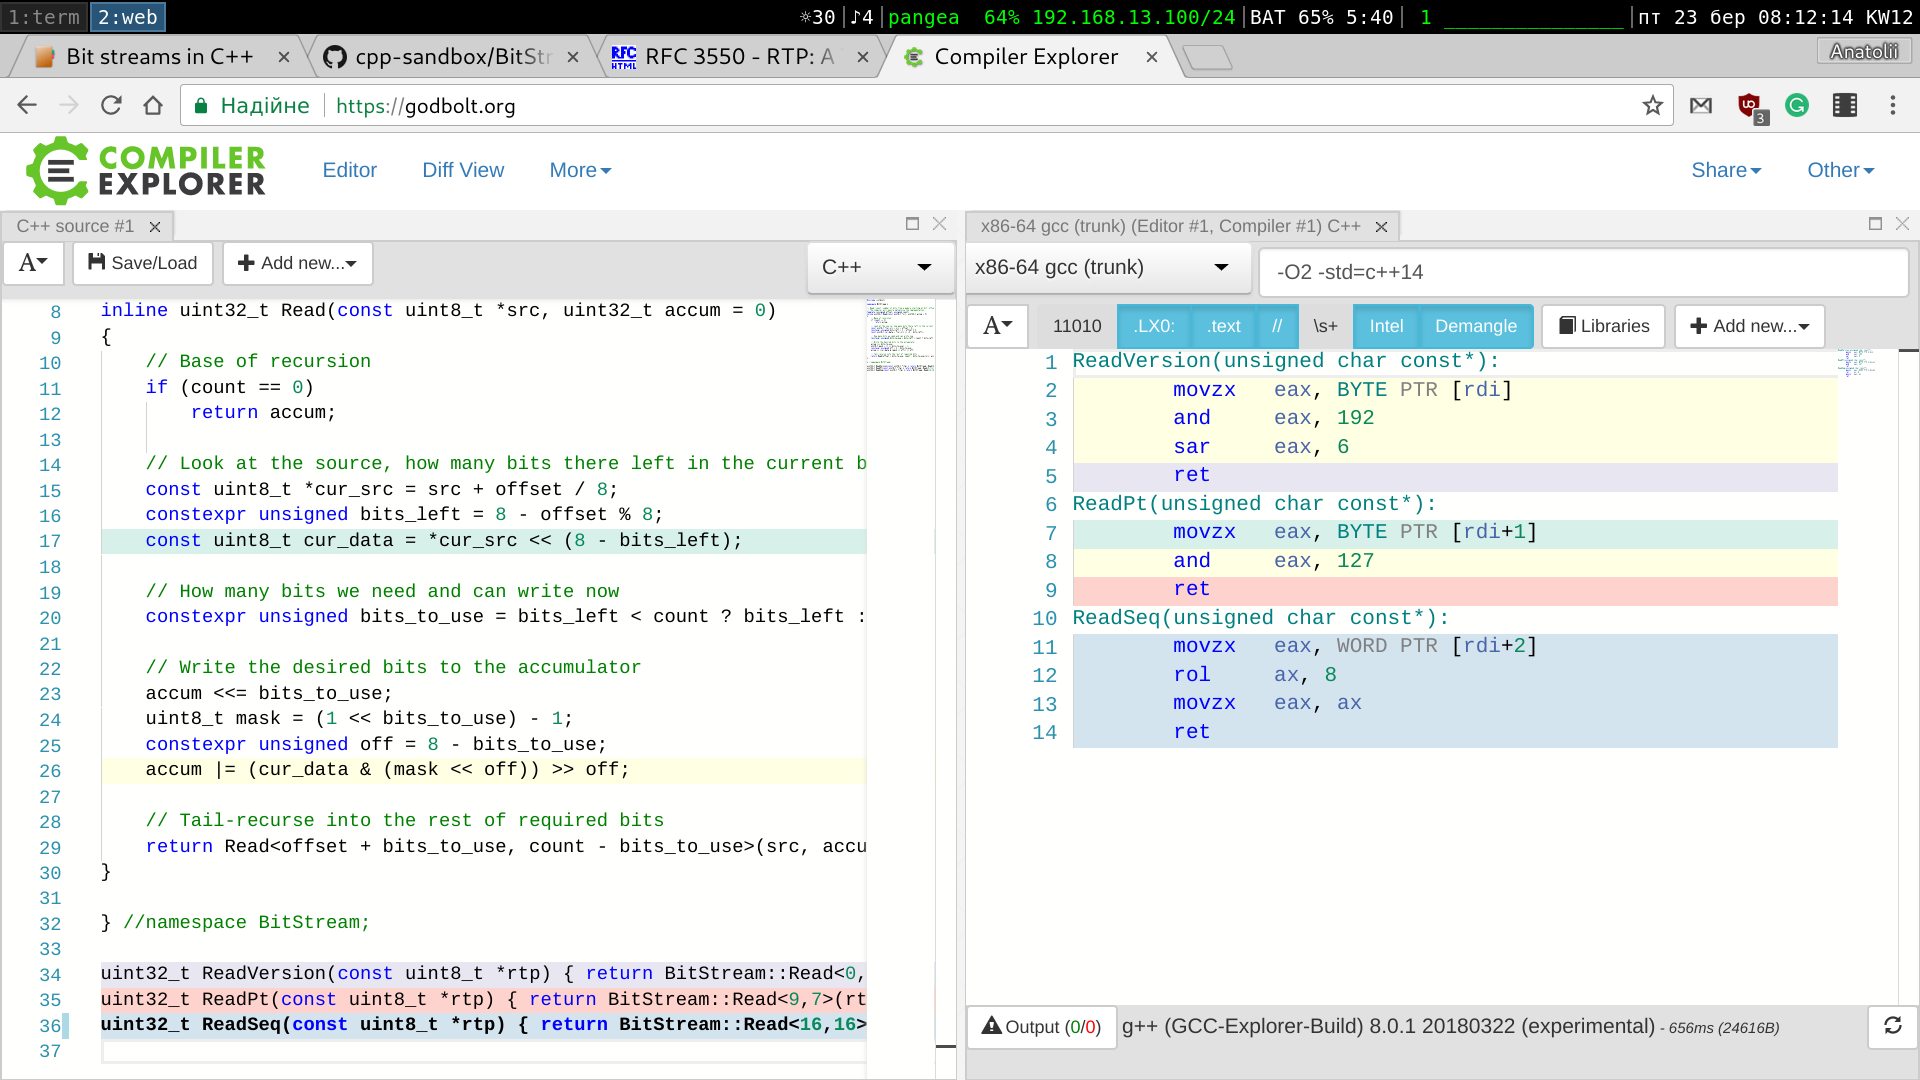 1:term 2:web ☼30 ♪4 pangea 64% 192.168.13.100/24 BAT 65% 5:40 1 пт 23 бер 08:12:14 KW12
Bit streams in C++ cpp-sandbox/BitStr RFC HTML RFC 3550 - RTP: A Compiler Explorer Anatolii
Надійне https://godbolt.org 3
COMPILER EXPLORER Editor Diff View More Share Other
C++ source #1
A Save/Load Add new... C++
8 inline uint32_t Read(const uint8_t *src, uint32_t accum = 0)
9 {
10 // Base of recursion
11 if (count == 0)
12 return accum;
13
14 // Look at the source, how many bits there left in the current b
15 const uint8_t *cur_src = src + offset / 8;
16 constexpr unsigned bits_left = 8 - offset % 8;
17 const uint8_t cur_data = *cur_src << (8 - bits_left);
18
19 // How many bits we need and can write now
20 constexpr unsigned bits_to_use = bits_left < count ? bits_left :
21
22 // Write the desired bits to the accumulator
23 accum <<= bits_to_use;
24 uint8_t mask = (1 << bits_to_use) - 1;
25 constexpr unsigned off = 8 - bits_to_use;
26 accum |= (cur_data & (mask << off)) >> off;
27
28 // Tail-recurse into the rest of required bits
29 return Read<offset + bits_to_use, count - bits_to_use>(src, accu
30 }
31
32 } //namespace BitStream;
33
34 uint32_t ReadVersion(const uint8_t *rtp) { return BitStream::Read<0,
35 uint32_t ReadPt(const uint8_t *rtp) { return BitStream::Read<9,7>(rt
36 uint32_t ReadSeq(const uint8_t *rtp) { return BitStream::Read<16,16>
37
x86-64 gcc (trunk) (Editor #1, Compiler #1) C++
x86-64 gcc (trunk) -O2 -std=c++14
A 11010 .LX0: .text // \s+ Intel Demangle Libraries Add new...
1 ReadVersion(unsigned char const*):
2 movzx eax, BYTE PTR [rdi]
3 and eax, 192
4 sar eax, 6
5 ret
6 ReadPt(unsigned char const*):
7 movzx eax, BYTE PTR [rdi+1]
8 and eax, 127
9 ret
10 ReadSeq(unsigned char const*):
11 movzx eax, WORD PTR [rdi+2]
12 rol ax, 8
13 movzx eax, ax
14 ret
Output (0/0) g++ (GCC-Explorer-Build) 8.0.1 20180322 (experimental) - 656ms (24616B)